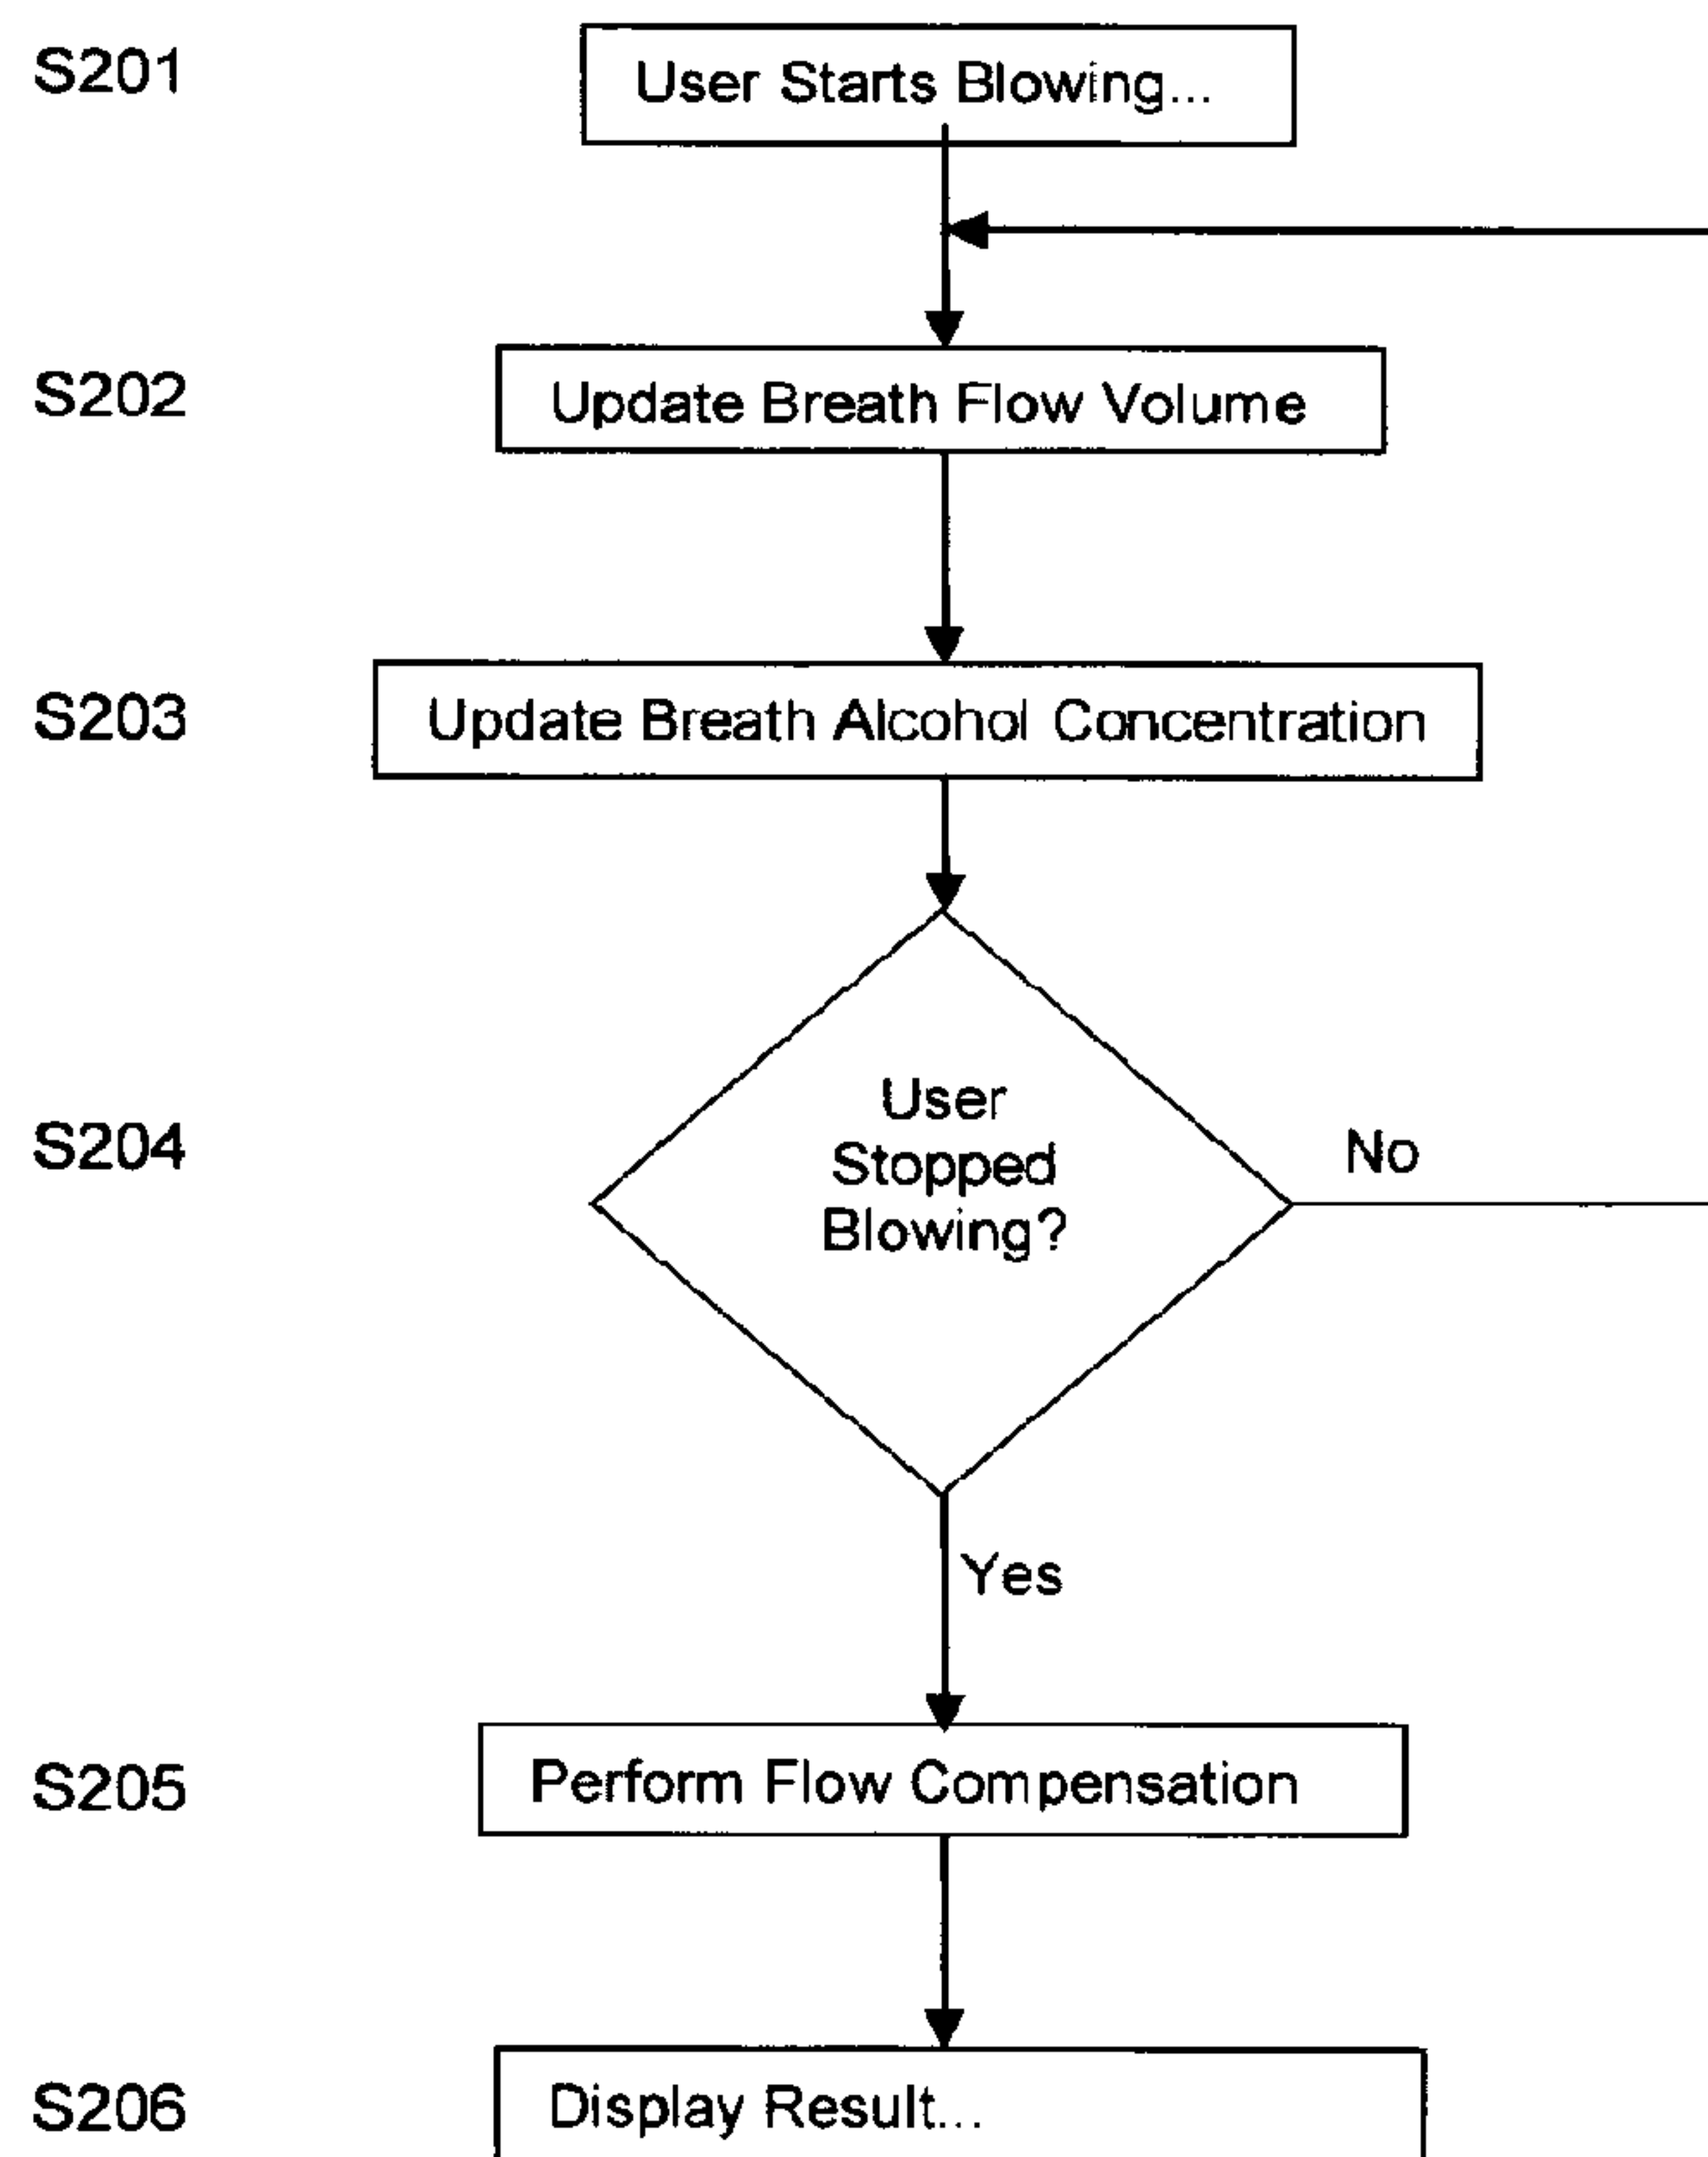 S201
User Starts Blowing...
S202
Update Breath Flow Volume
S203
Update Breath Alcohol Concentration
S204
User
Stopped
Blowing?
No
Yes
S205
Perform Flow Compensation
S206
Display Result...